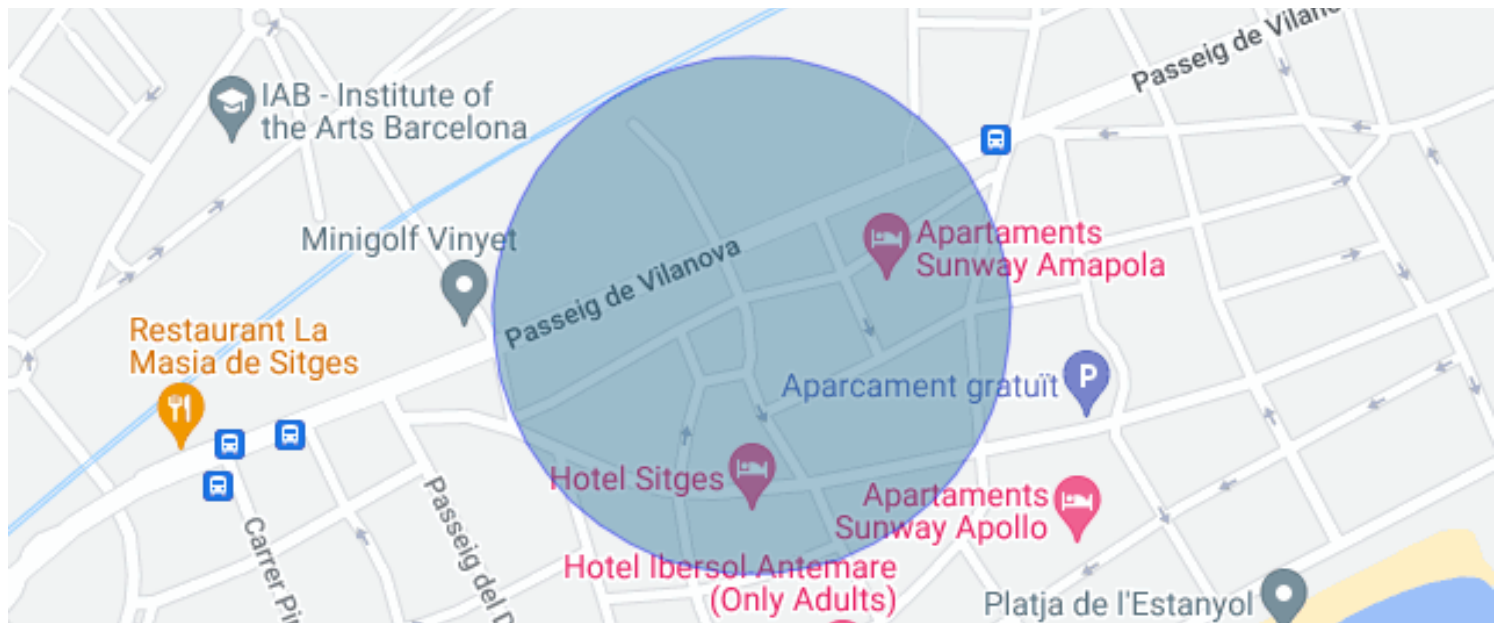 Passeig de Vilano
IAB - Institute of
the Arts Barcelona
Minigolf Vinyet
Apartaments
Sunway Amapola
Passeig de Vilanova
Restaurant La
Masia de Sitges
Aparcament gratuït
P
Hotel Sitges
Apartaments
Sunway Apollo
Passeig del D
Carrer Pi
Hotel Ibersol Antemare
(Only Adults)
Platja de l'Estanyol